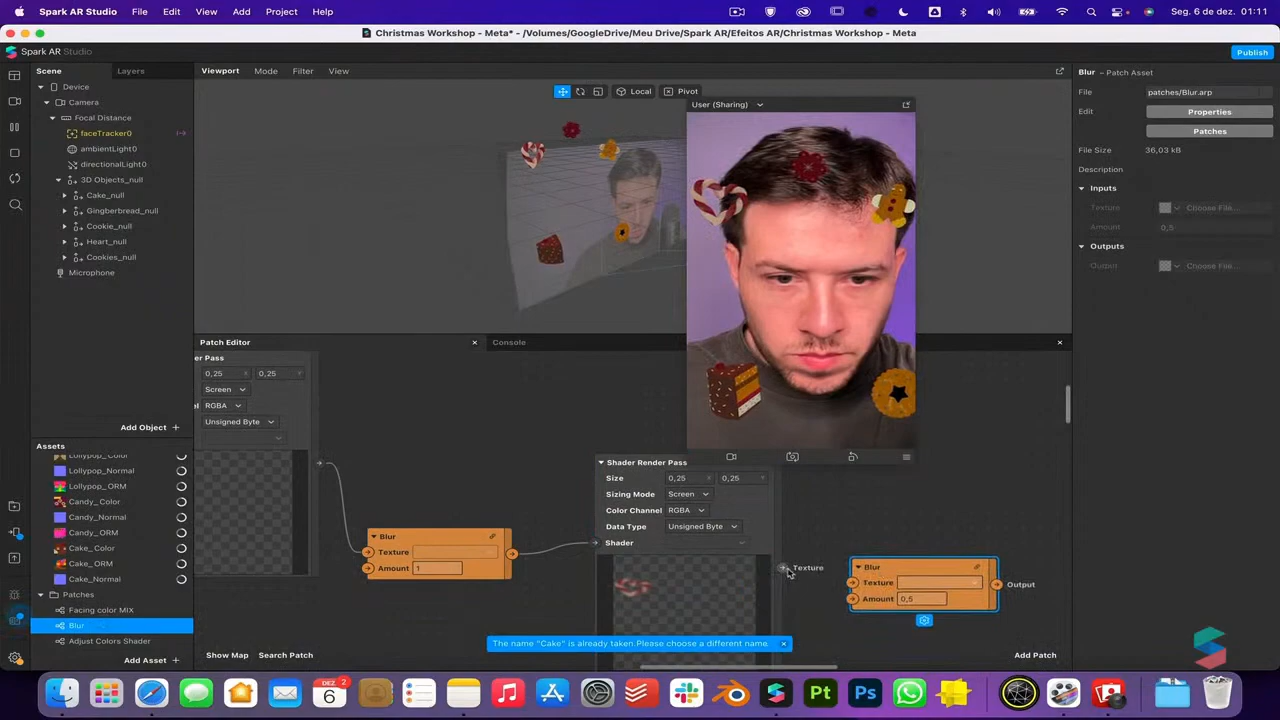 Spark AR Studio File Edit View Add Project Help Seg. 6 de dez. 01:11
Christmas Workshop - Meta* - /Volumes/GoogleDrive/Meu Drive/Spark AR/Efeitos AR/Christmas Workshop - Meta
Spark AR Studio
Publish
Scene
Layers
Device
Camera
Focal Distance
faceTracker0
ambientLight0
directionalLight0
3D Objects_null
Cake_null
Gingberbread_null
Cookie_null
Heart_null
Cookies_null
Microphone
Add Object +
Assets
Lollypop_Normal
Lollypop_ORM
Candy_Color
Candy_Normal
Candy_ORM
Cake_Color
Cake_ORM
Cake_Normal
Patches
Facing color MIX
Blur
Adjust Colors Shader
Add Asset +
Viewport Mode Filter View
Local
Pivot
User (Sharing)
Patch Editor
Console
der Pass
0,25 X 0,25 Y
Screen
RGBA
Unsigned Byte
Blur
Texture
Amount 1
Shader Render Pass
Size 0,25 X 0,25 Y
Sizing Mode Screen
Color Channel RGBA
Data Type Unsigned Byte
Shader
Texture
Blur
Texture
Amount 0,5
Output
The name "Cake" is already taken.Please choose a different name.
Show Map
Search Patch
Add Patch
Blur – Patch Asset
File patches/Blur.arp
Edit Properties
Patches
File Size 36,03 kB
Description
Inputs
Texture Choose File...
Amount 0,5
Outputs
Output Choose File...
DEZ.
6
2
Pt
Ps